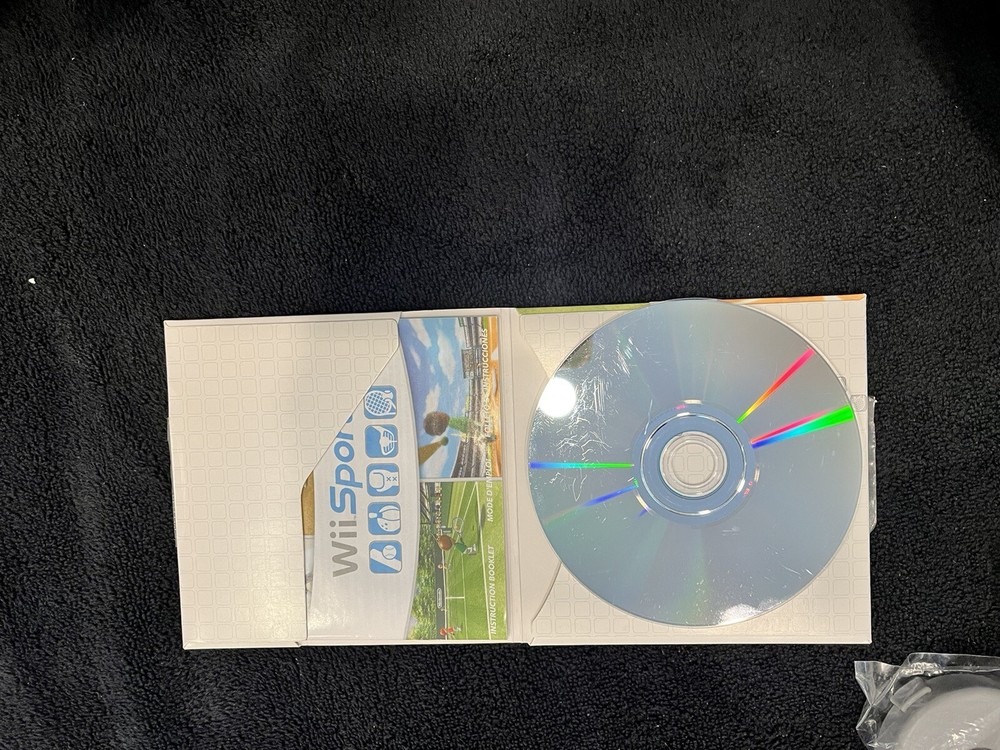 Wii Spor
INSTRUCTION BOOKLET
MODE D'EMPLOI
INSTRUCCIONES